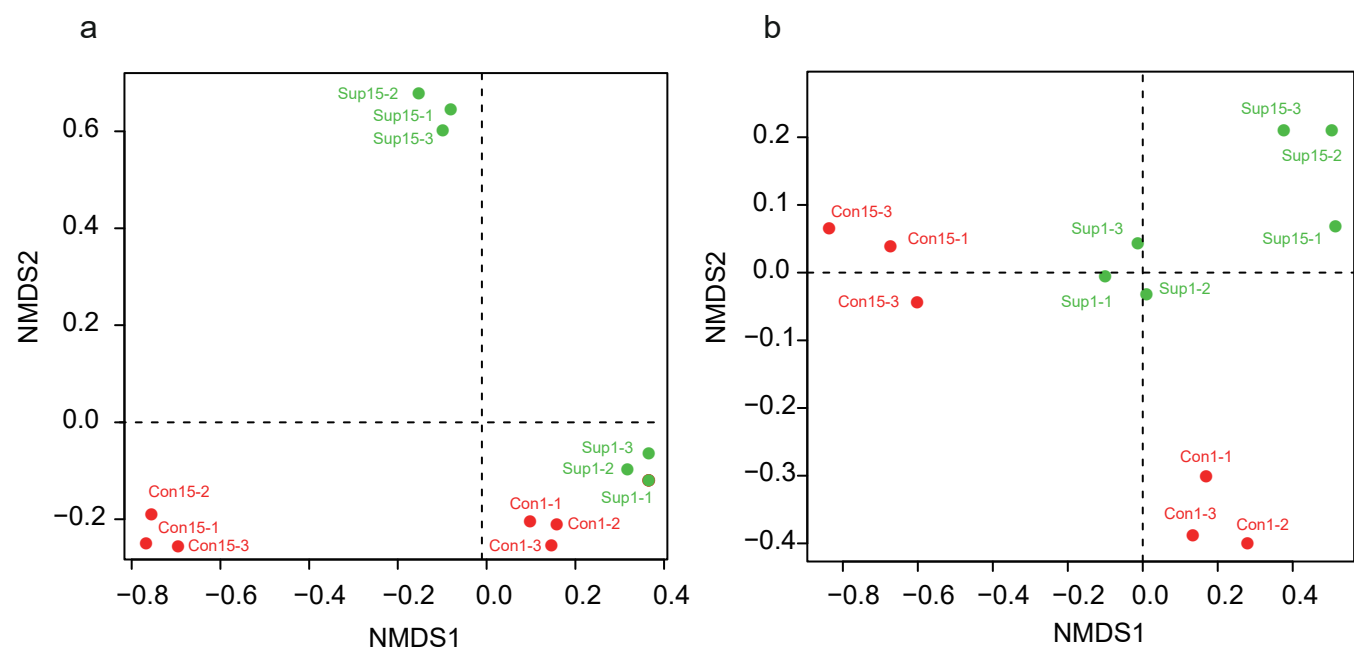 a
Sup15-2
Sup15-1
Sup15-3
0.6
0.4
0.2
0.0
−0.2
NMDS2
Sup1-3
Sup1-2
Sup1-1
Con15-2
Con15-1
Con15-3
Con1-1
Con1-2
Con1-3
−0.8
−0.6
−0.4
−0.2
0.0
0.2
0.4
NMDS1
b
Sup15-3
Sup15-2
Sup15-1
0.2
0.1
0.0
−0.1
−0.2
−0.3
−0.4
NMDS2
Con15-3
Con15-1
Con15-3
Sup1-3
Sup1-1
Sup1-2
Con1-1
Con1-3
Con1-2
−0.8
−0.6
−0.4
−0.2
0.0
0.2
0.4
NMDS1